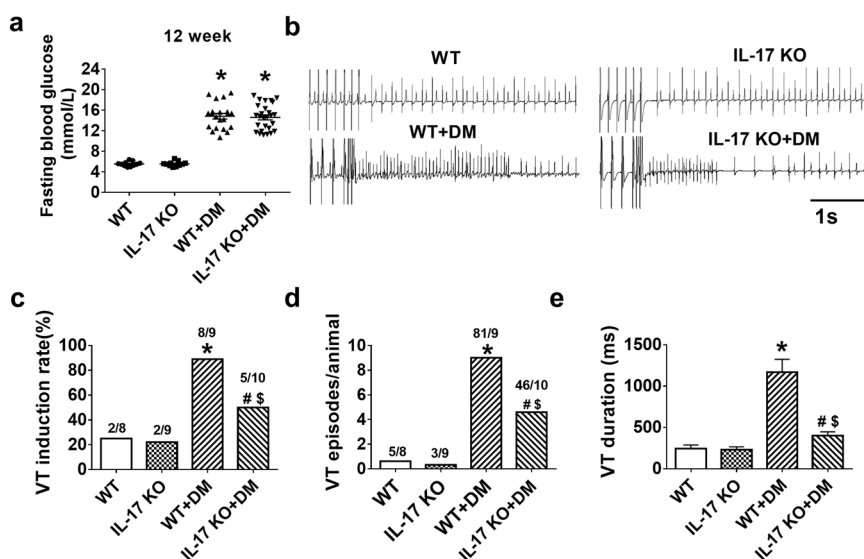 a
12 week
Fasting blood glucose
(mmol/L)
24
20
16
12
8
4
0
*
*
WT
IL-17 KO
WT+DM
IL-17 KO+DM
b
WT
IL-17 KO
WT+DM
IL-17 KO+DM
1s
c
VT induction rate(%)
100
80
60
40
20
0
2/8
2/9
8/9
*
5/10
# $
WT
IL-17 KO
WT+DM
IL-17 KO+DM
d
VT episodes/animal
10
8
6
4
2
0
5/8
3/9
81/9
*
46/10
# $
WT
IL-17 KO
WT+DM
IL-17 KO+DM
e
VT duration (ms)
1500
1000
500
0
*
# $
WT
IL-17 KO
WT+DM
IL-17 KO+DM